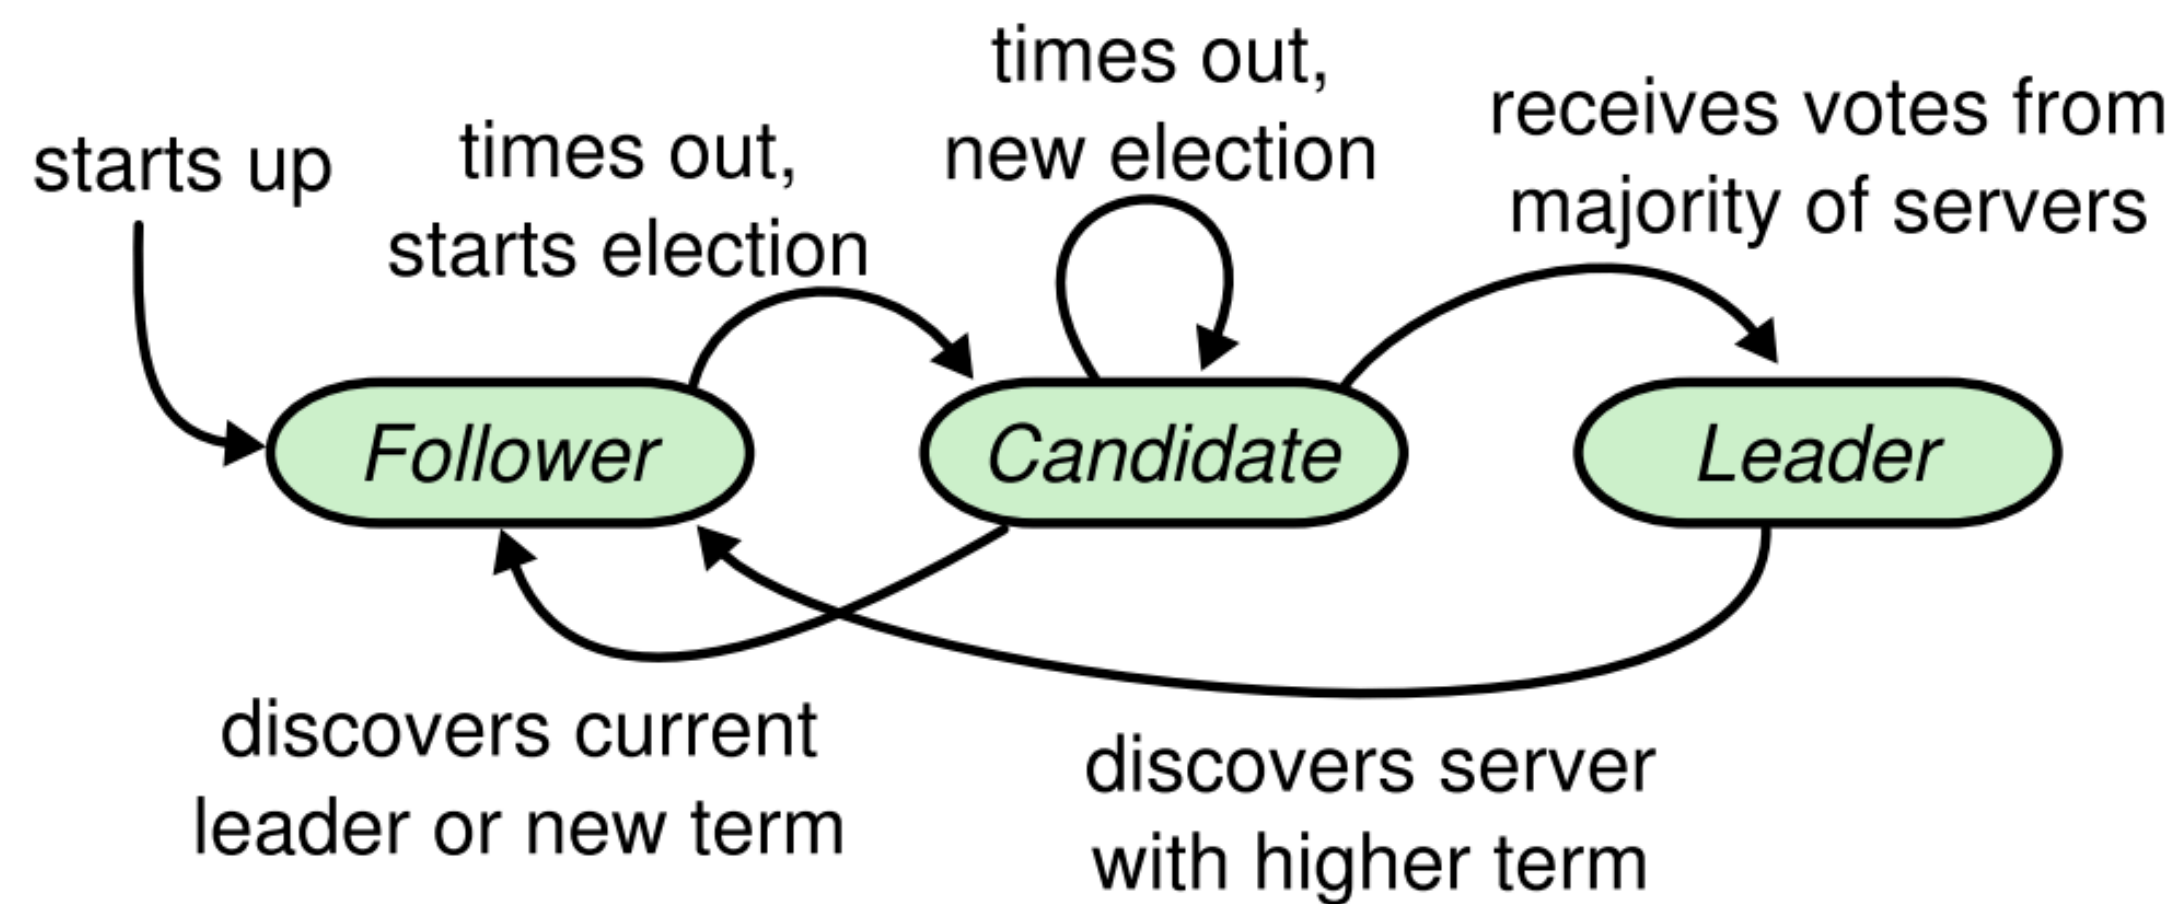 starts up
times out,
starts election
times out,
new election
receives votes from
majority of servers
Follower
Candidate
Leader
discovers current
leader or new term
discovers server
with higher term